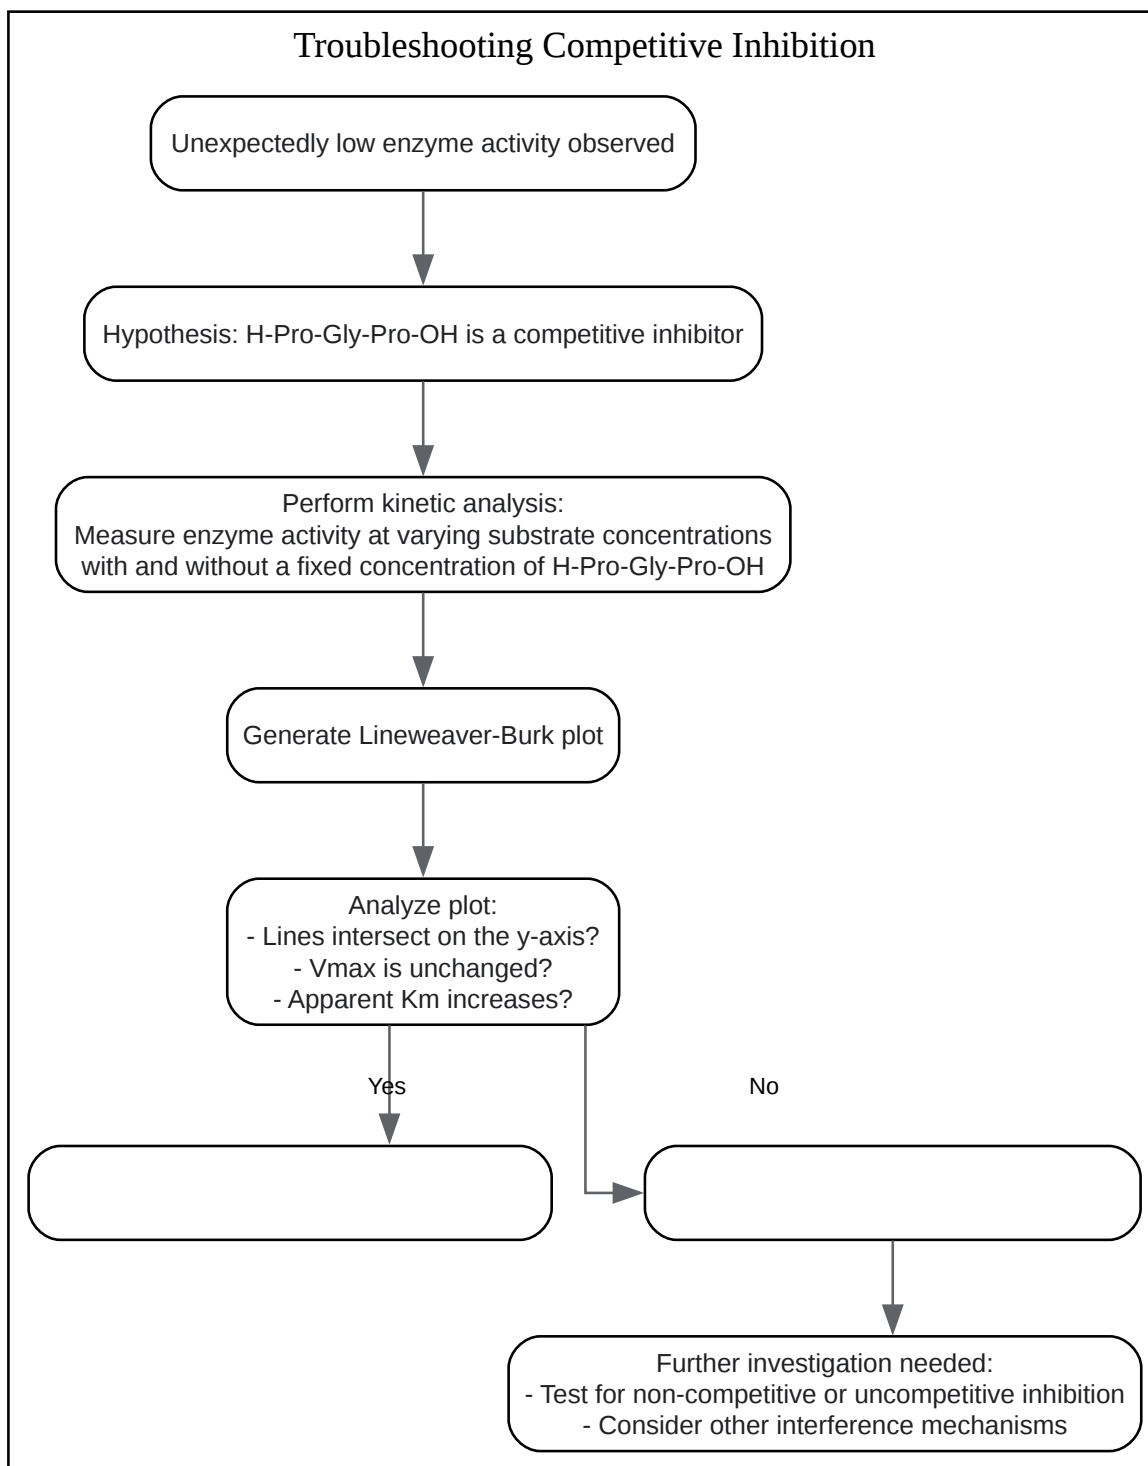 Troubleshooting Competitive Inhibition
Unexpectedly low enzyme activity observed
Hypothesis: H-Pro-Gly-Pro-OH is a competitive inhibitor
Perform kinetic analysis:
Measure enzyme activity at varying substrate concentrations
with and without a fixed concentration of H-Pro-Gly-Pro-OH
Generate Lineweaver-Burk plot
Analyze plot:
- Lines intersect on the y-axis?
- Vmax is unchanged?
- Apparent Km increases?
Yes
No
Further investigation needed:
- Test for non-competitive or uncompetitive inhibition
- Consider other interference mechanisms